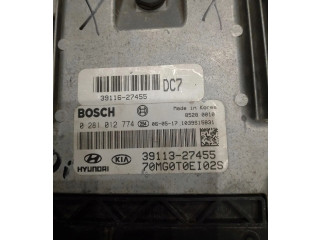 39116-27455 DC7
BOSCH Made in Korea
0 281 012 774 06-05-17
HYUNDAI KIA 39113-27455
70MG0T0EI02S